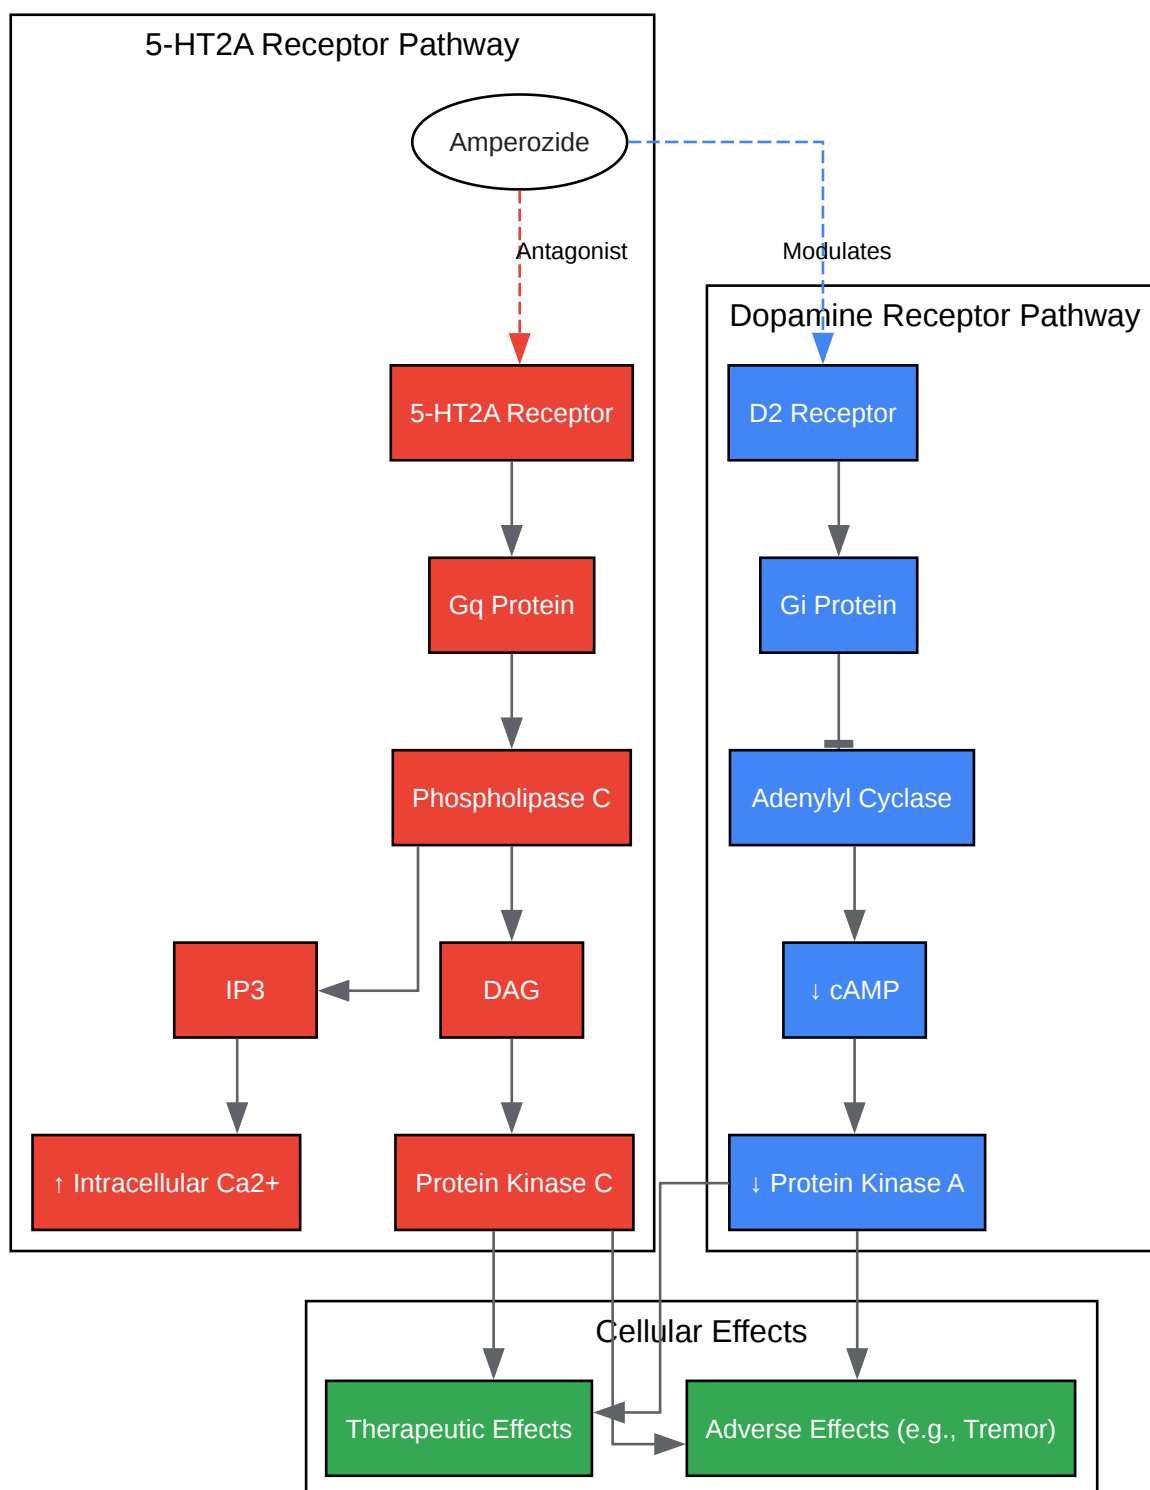 5-HT2A Receptor Pathway
Amperozide
Antagonist
Modulates
Dopamine Receptor Pathway
5-HT2A Receptor
D2 Receptor
Gq Protein
Gi Protein
Phospholipase C
Adenylyl Cyclase
IP3
DAG
↓ cAMP
↑ Intracellular Ca2+
Protein Kinase C
↓ Protein Kinase A
Cellular Effects
Therapeutic Effects
Adverse Effects (e.g., Tremor)